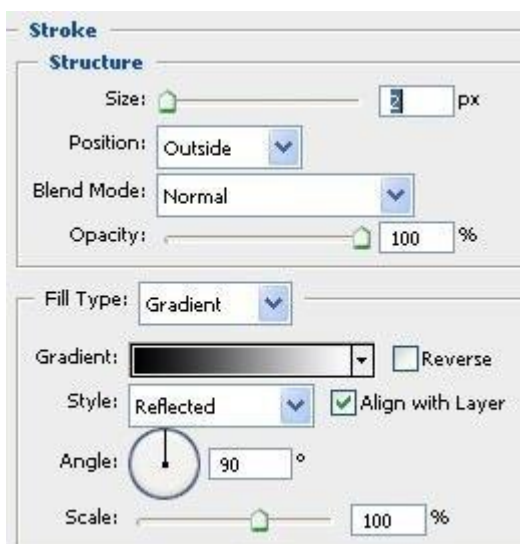 Stroke
Structure
Size: 2 px
Position: Outside
Blend Mode: Normal
Opacity: 100 %
Fill Type: Gradient
Gradient: Reverse
Style: Reflected Align with Layer
Angle: 90 °
Scale: 100 %